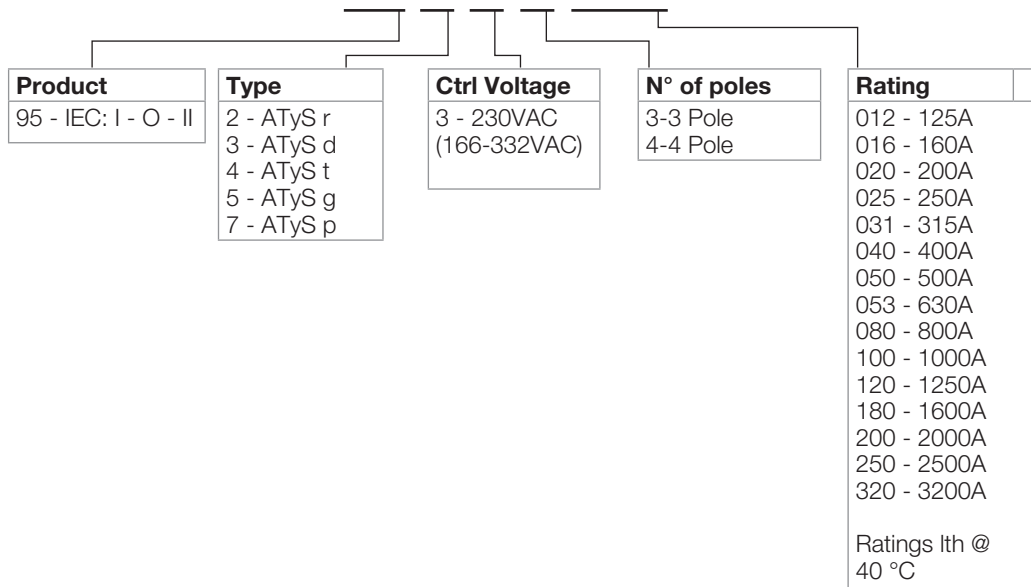 Product
95 - IEC: I - O - II
Type
2 - ATyS r
3 - ATyS d
4 - ATyS t
5 - ATyS g
7 - ATyS p
Ctrl Voltage
3 - 230VAC
(166-332VAC)
N° of poles
3-3 Pole
4-4 Pole
Rating
012 - 125A
016 - 160A
020 - 200A
025 - 250A
031 - 315A
040 - 400A
050 - 500A
053 - 630A
080 - 800A
100 - 1000A
120 - 1250A
180 - 1600A
200 - 2000A
250 - 2500A
320 - 3200A
Ratings Ith @
40 °C